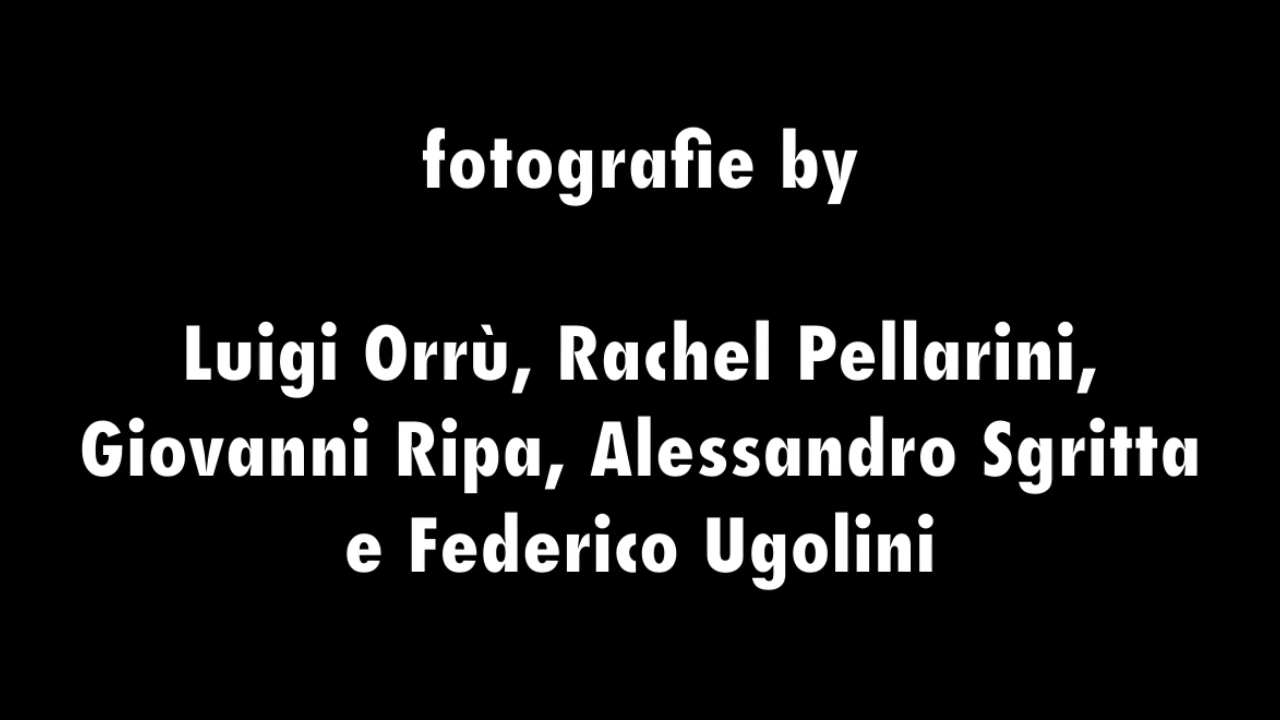 fotografie by
Luigi Orrù, Rachel Pellarini,
Giovanni Ripa, Alessandro Sgritta
e Federico Ugolini